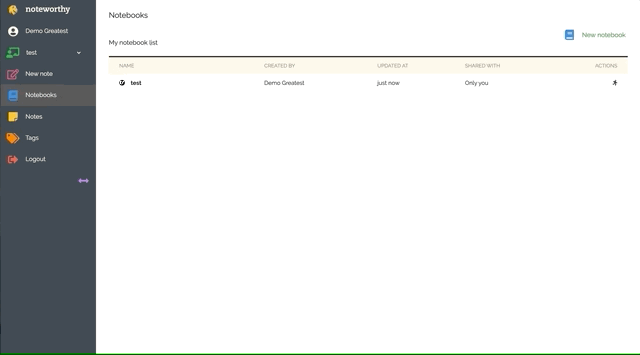 noteworthy
Demo Greatest
test
New note
Notebooks
Notes
Tags
Logout
Notebooks
New notebook
My notebook list
NAME CREATED BY UPDATED AT SHARED WITH ACTIONS
test Demo Greatest just now Only you